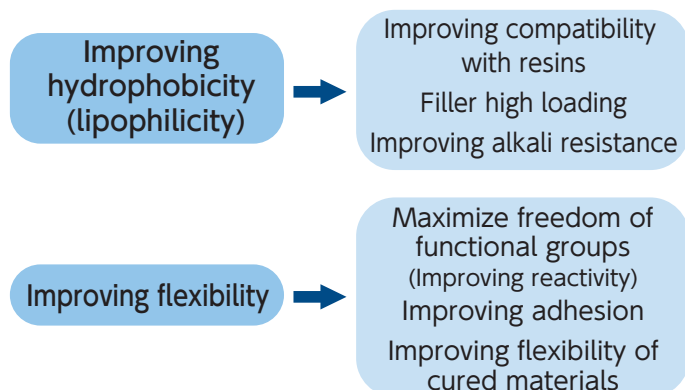 Improving
hydrophobicity
(lipophilicity)
Improving compatibility
with resins
Filler high loading
Improving alkali resistance
Improving flexibility
Maximize freedom of
functional groups
(Improving reactivity)
Improving adhesion
Improving flexibility of
cured materials